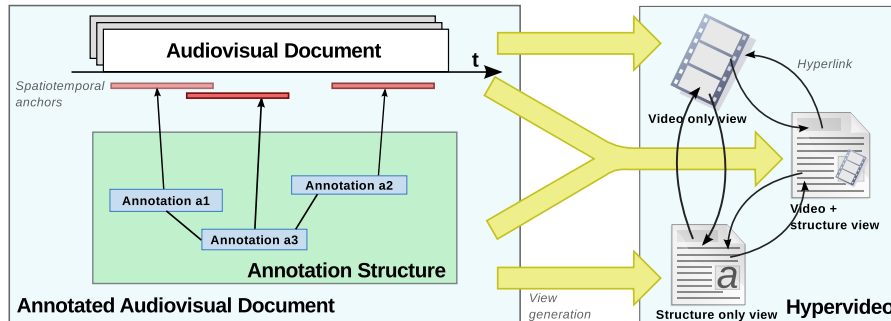 Audiovisual Document
t
Spatiotemporal
anchors
Annotation a1
Annotation a2
Annotation a3
Annotation Structure
Annotated Audiovisual Document
View
generation
Hyperlink
Video only view
Video +
structure view
a
Structure only view
Hypervideo